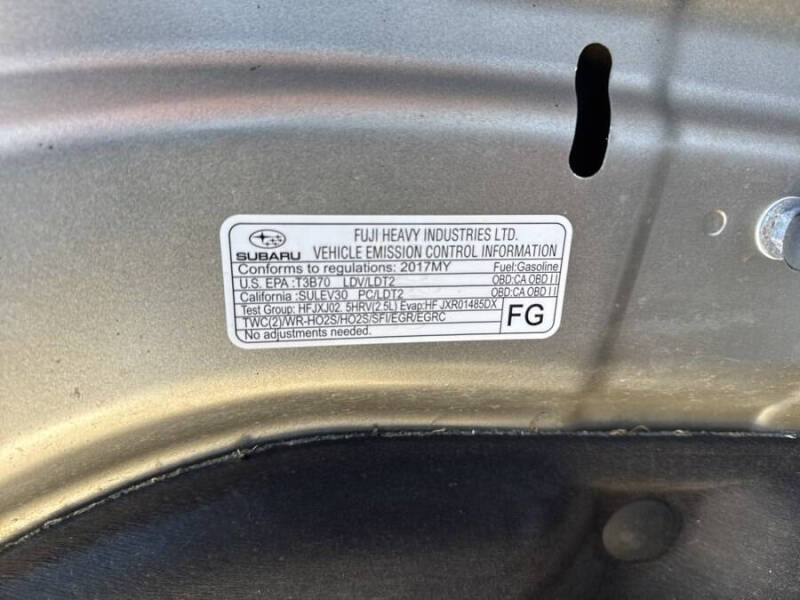 SUBARU
FUJI HEAVY INDUSTRIES LTD.
VEHICLE EMISSION CONTROL INFORMATION
Conforms to regulations: 2017MY Fuel:Gasoline
U.S. EPA :T3B70 LDV/LDT2 OBD:CA OBD II
California :SULEV30 PC/LDT2 OBD:CA OBD II
Test Group: HFJXJ02. 5HRV(2.5L) Evap:HF JXR01485DX
TWC(2)/WR-HO2S/HO2S/SFI/EGR/EGRC
No adjustments needed.
FG